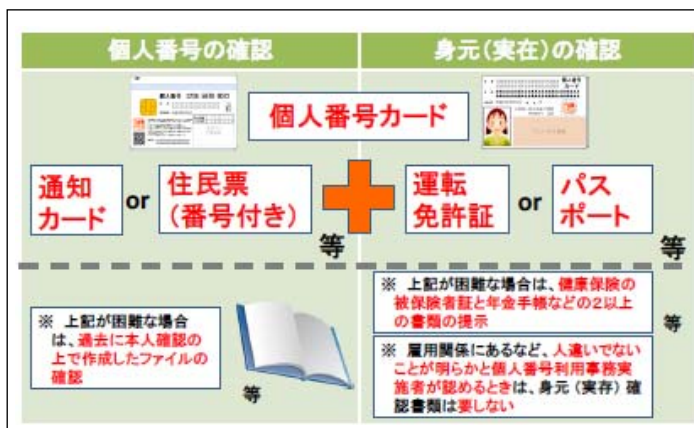 個人番号の確認
身元（実在）の確認
個人番号カード
個人番号
カード
通知
カード
or
住民票
（番号付き）
等
運転
免許証
or
パス
ポート
等
※ 上記が困難な場合
は、過去に本人確認の
上で作成したファイルの
確認
等
※ 上記が困難な場合は、健康保険の
被保険者証と年金手帳などの２以上
の書類の提示
等
※ 雇用関係にあるなど、人違いでない
ことが明らかと個人番号利用事務実
施者が認めるときは、身元（実存）確
認書類は要しない